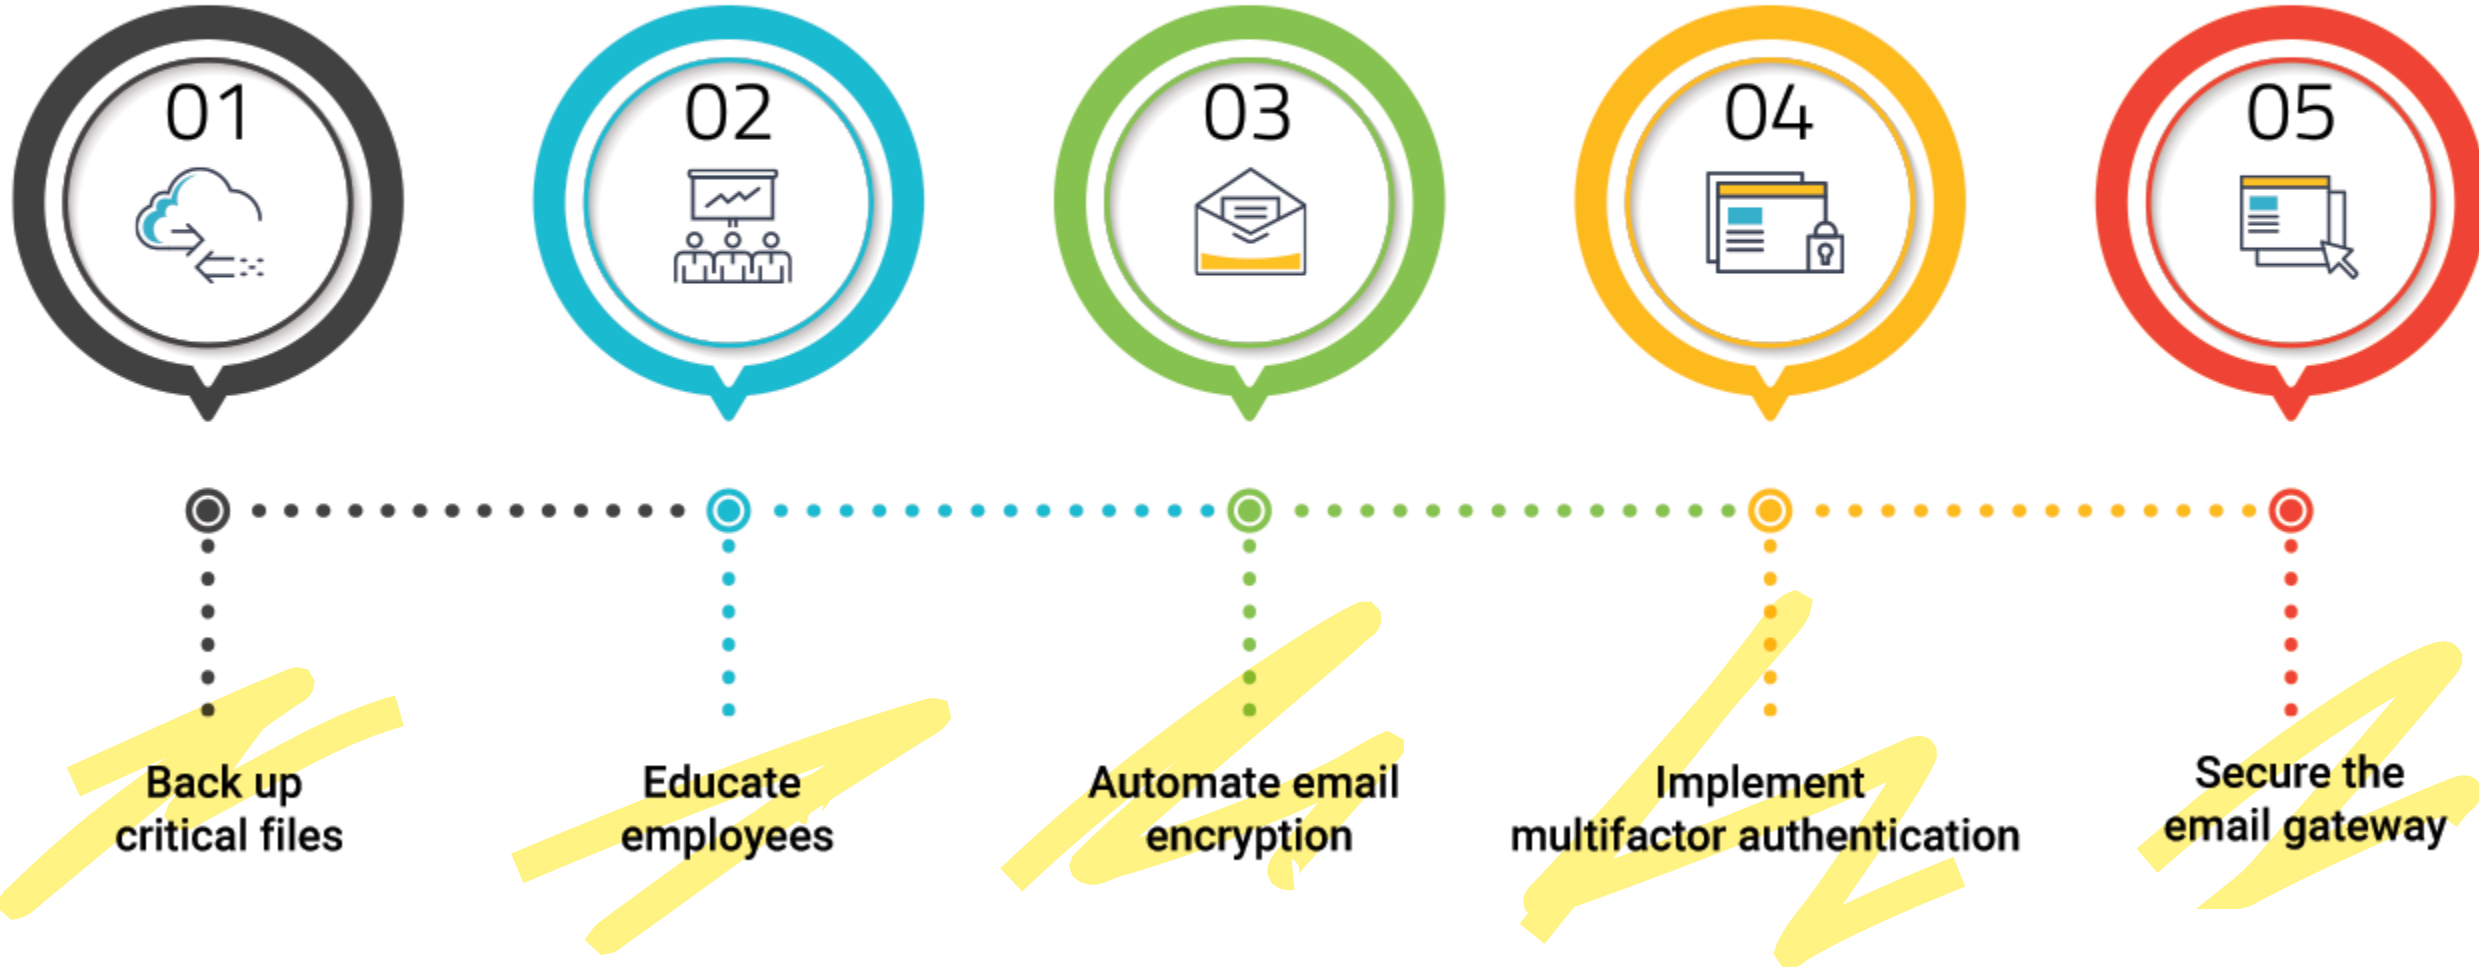 01
02
03
04
05
Back up
critical files
Educate
employees
Automate email
encryption
Implement
multifactor authentication
Secure the
email gateway